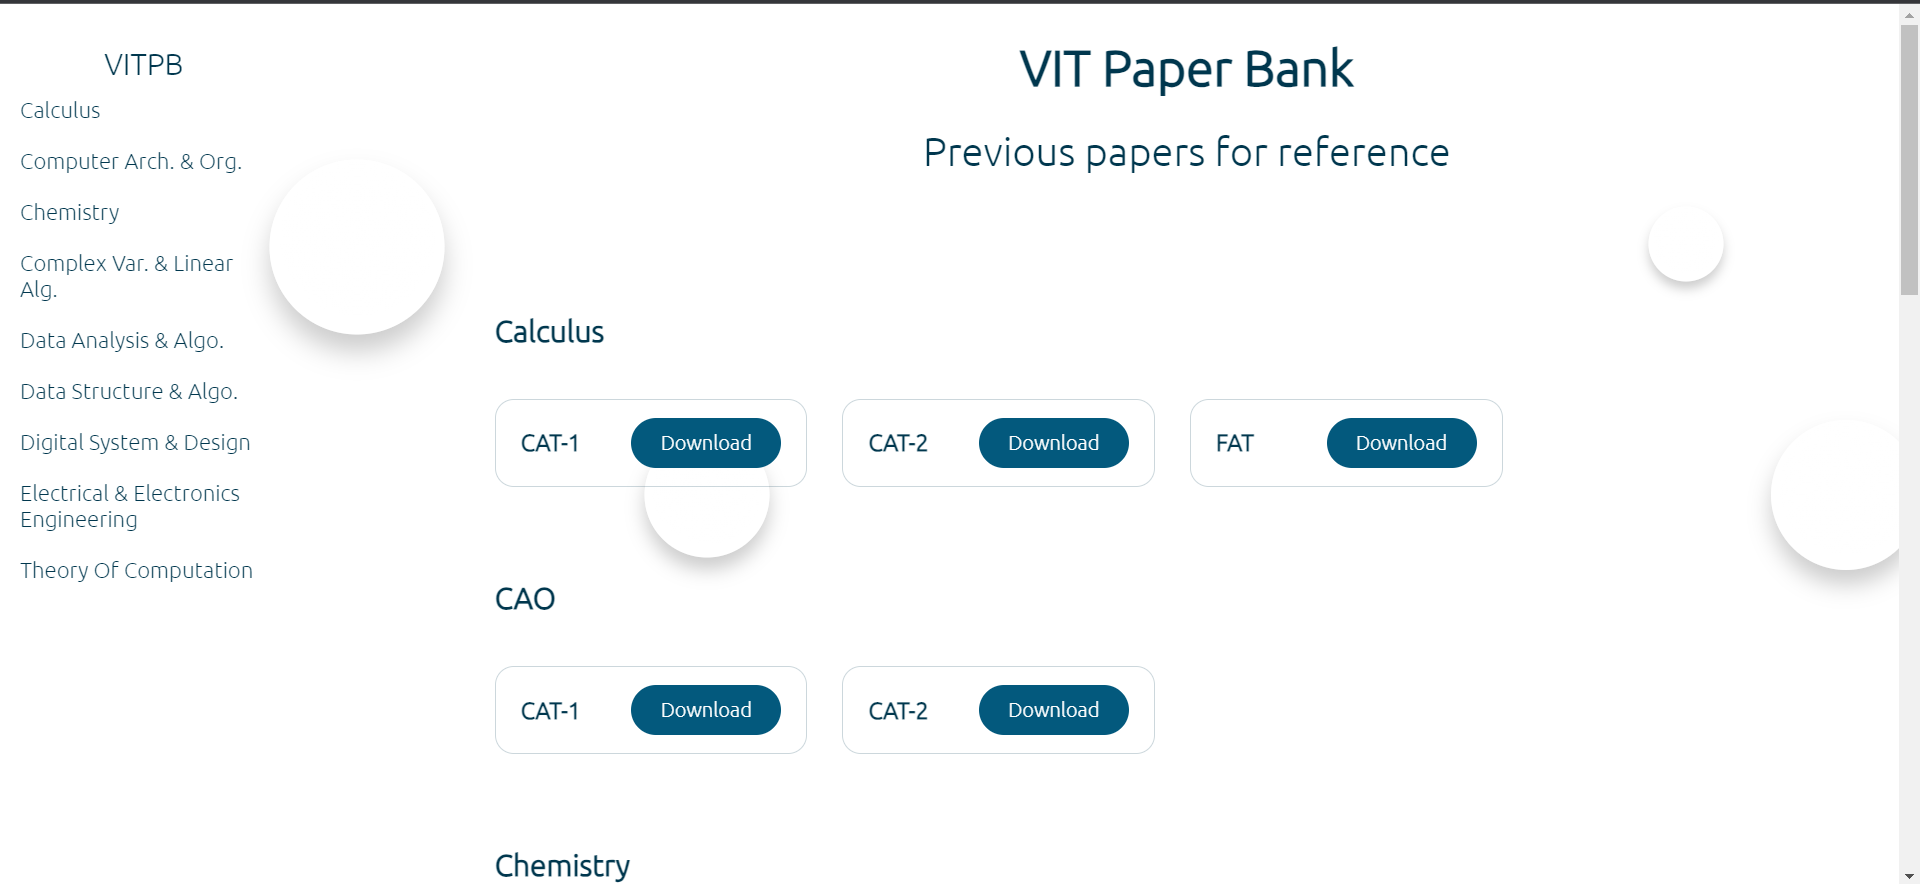 VITPB
Calculus
Computer Arch. & Org.
Chemistry
Complex Var. & Linear
Alg.
Data Analysis & Algo.
Data Structure & Algo.
Digital System & Design
Electrical & Electronics
Engineering
Theory Of Computation
VIT Paper Bank
Previous papers for reference
Calculus
CAT-1 Download CAT-2 Download FAT Download
CAO
CAT-1 Download CAT-2 Download
Chemistry